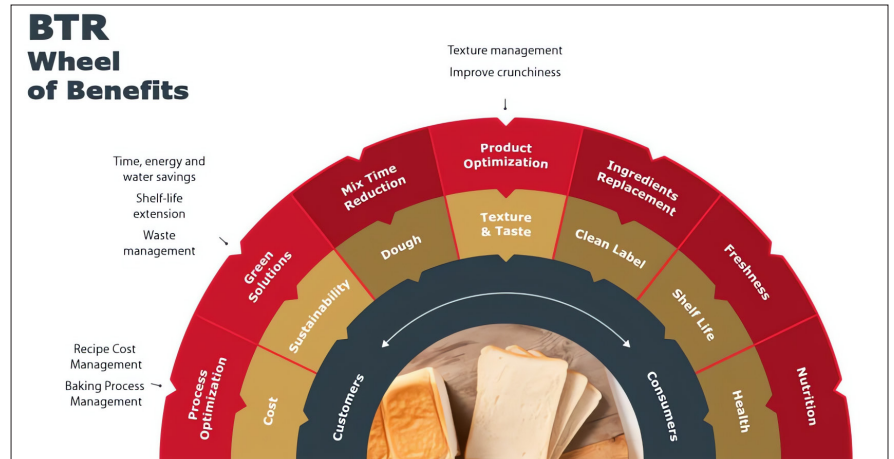 BTR
Wheel
of Benefits
Texture management
Improve crunchiness
Time, energy and
water savings
Shelf-life
extension
Waste
management
Recipe Cost
Management
Baking Process
Management
Process
Optimization
Green
Solutions
Mix Time
Reduction
Product
Optimization
Ingredients
Replacement
Freshness
Nutrition
Cost
Sustainability
Dough
Texture
& Taste
Clean Label
Shelf Life
Health
Customers
Consumers